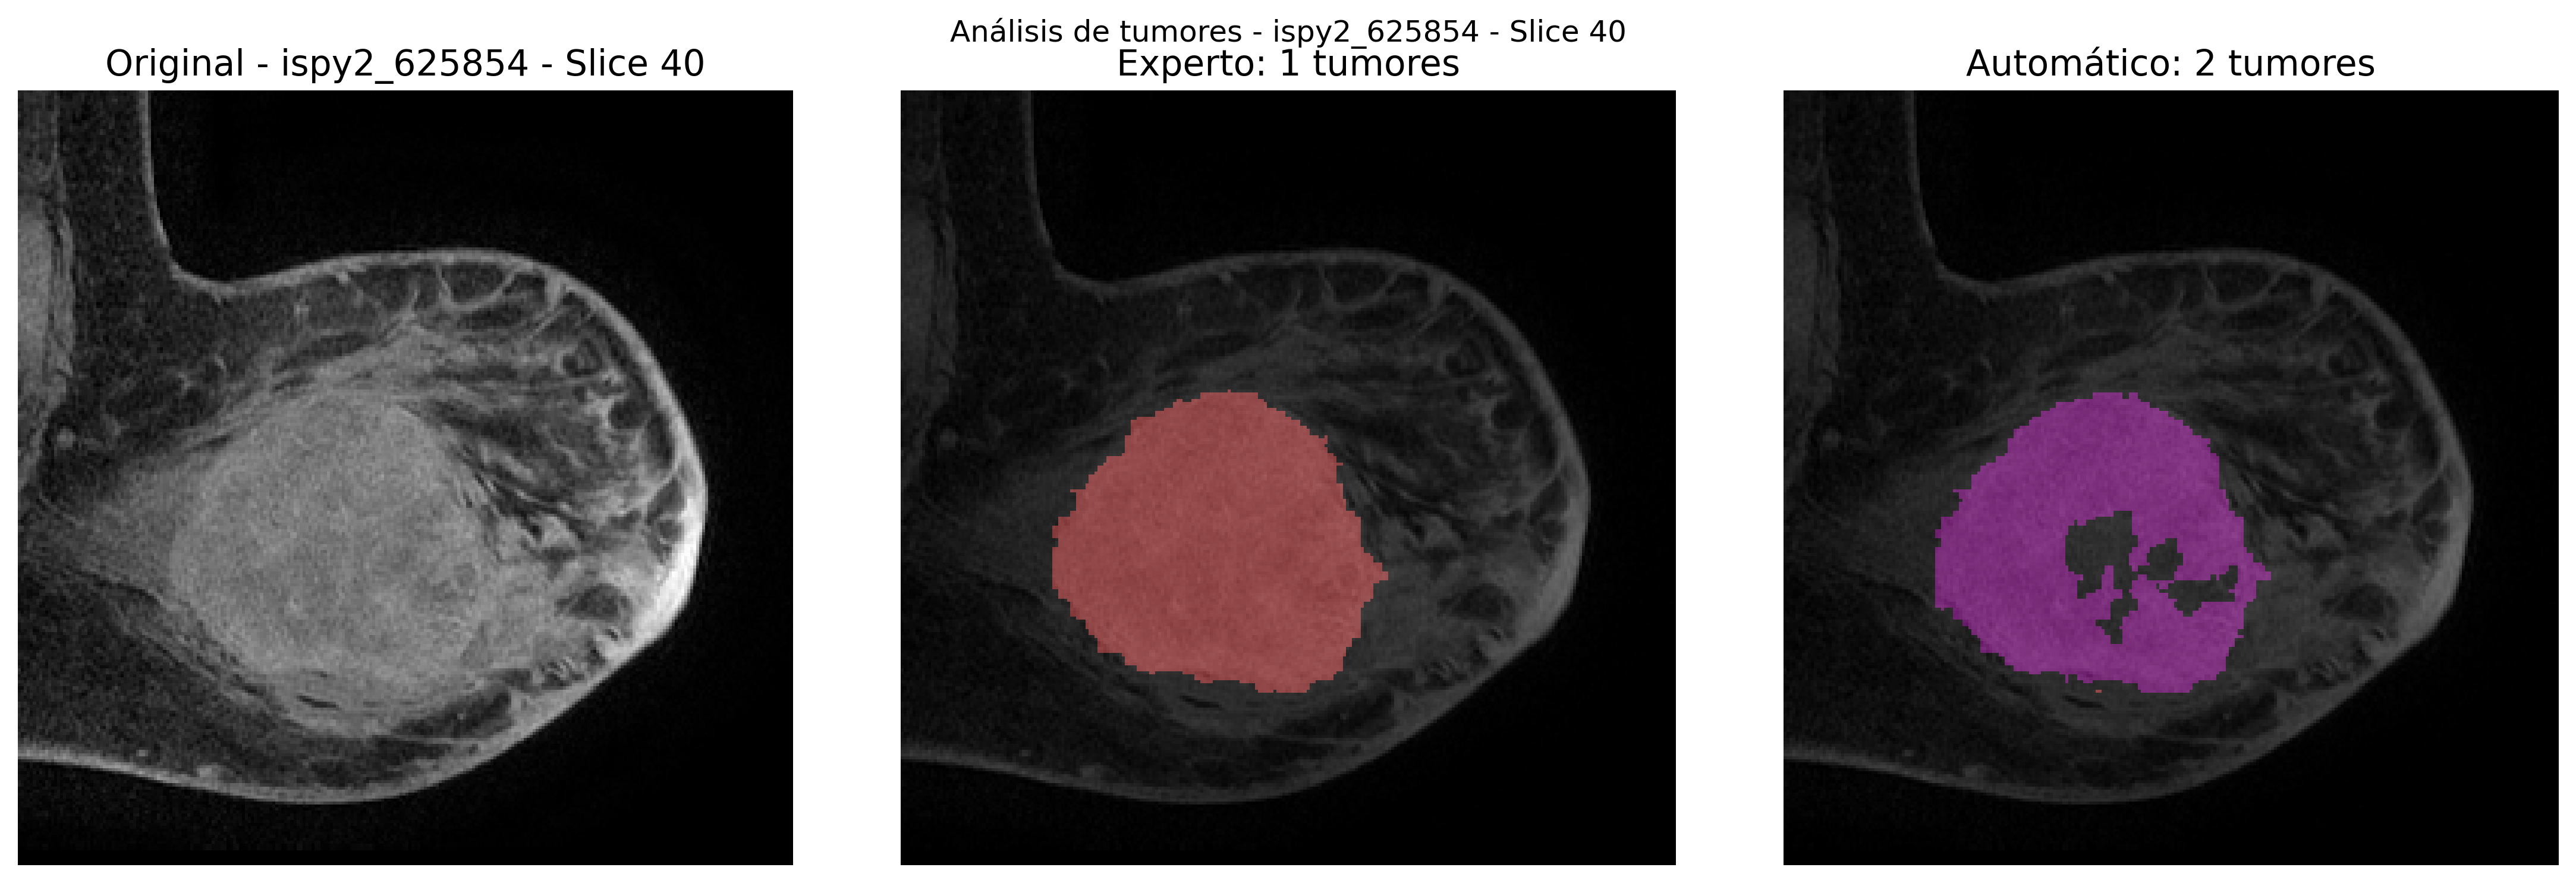 Análisis de tumores - ispy2_625854 - Slice 40
Original - ispy2_625854 - Slice 40
Experto: 1 tumores
Automático: 2 tumores